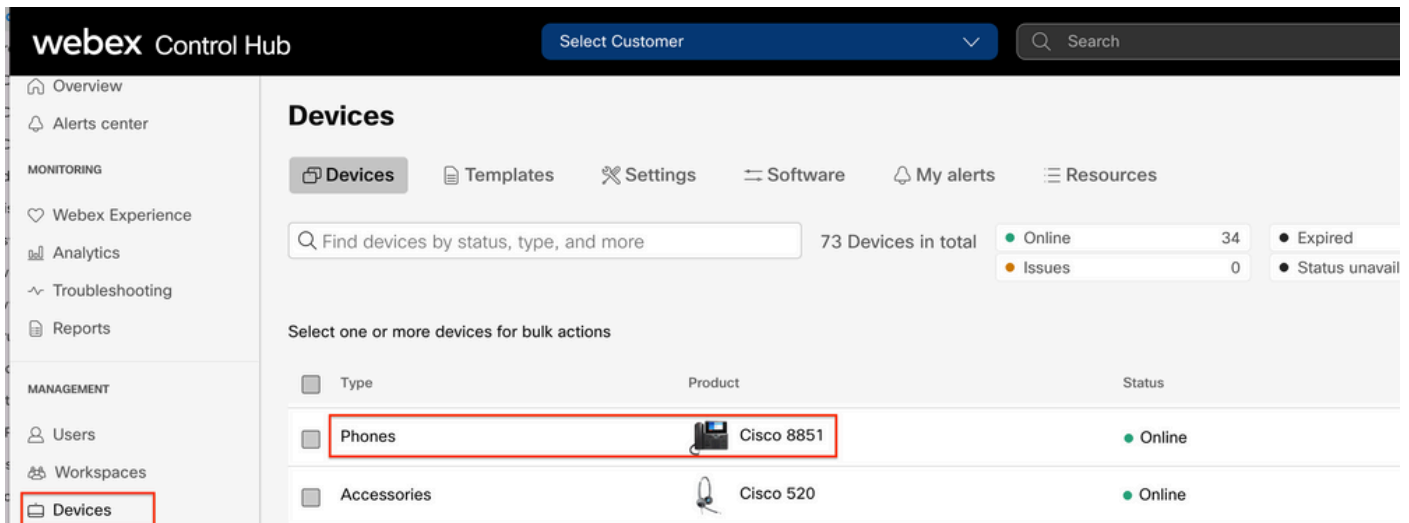 webex Control Hub
Select Customer
Search
Overview
Alerts center
MONITORING
Webex Experience
Analytics
Troubleshooting
Reports
MANAGEMENT
Users
Workspaces
Devices
Devices
Devices Templates Settings Software My alerts Resources
Find devices by status, type, and more
73 Devices in total
Online 34
Expired
Issues 0
Status unavail
Select one or more devices for bulk actions
Type Product Status
Phones Cisco 8851 Online
Accessories Cisco 520 Online